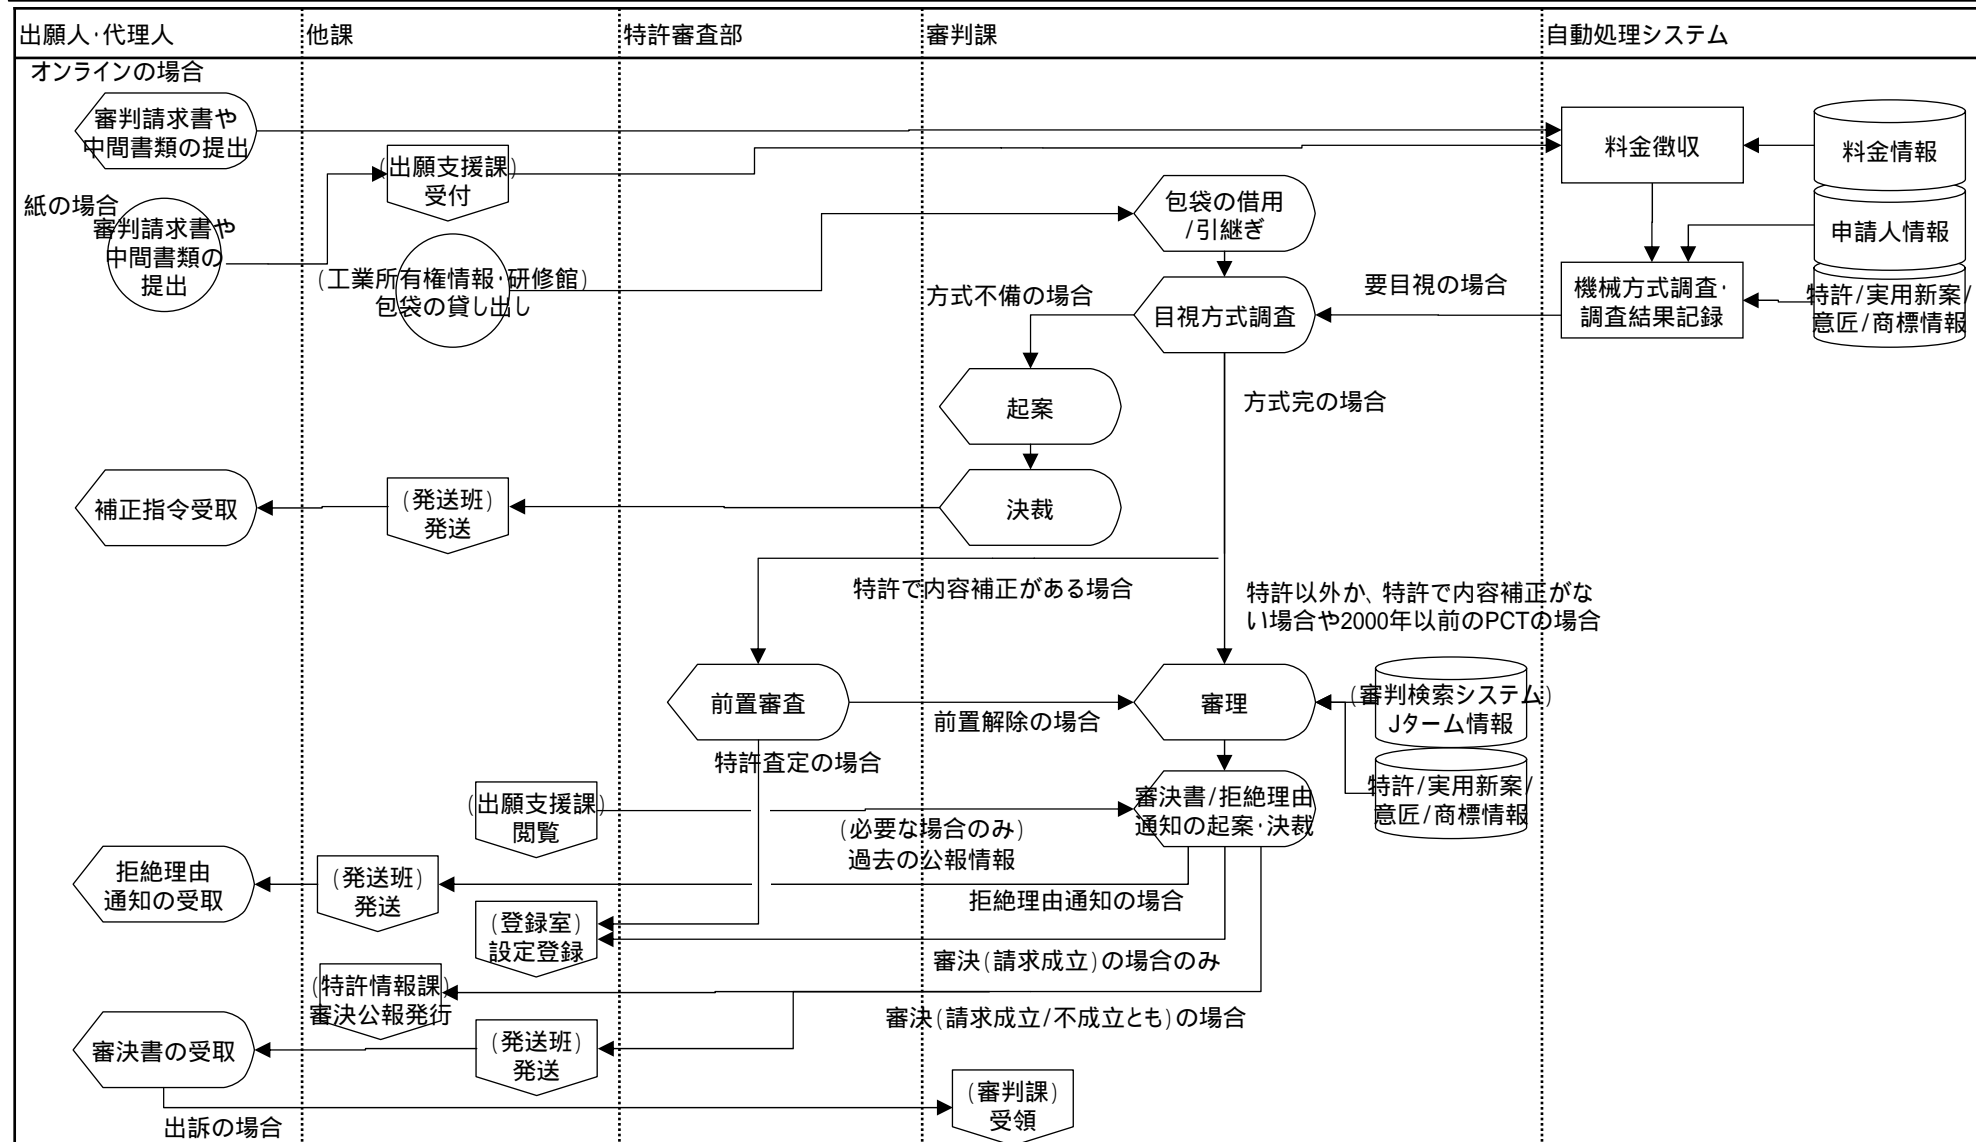 出願人・代理人
他課
特許審査部
審判課
自動処理システム
オンラインの場合
審判請求書や
中間書類の提出
料金徴収
料金情報
(出願支援課)
受付
紙の場合
審判請求書や
中間書類の
提出
包袋の借用
/引継ぎ
申請人情報
(工業所有権情報・研修館)
包袋の貸し出し
方式不備の場合
目視方式調査
要目視の場合
機械方式調査・
調査結果記録
特許/実用新案/
意匠/商標情報
起案
方式完の場合
補正指令受取
(発送班)
発送
決裁
特許で内容補正がある場合
特許以外か、特許で内容補正がな
い場合や2000年以前のPCTの場合
前置審査
前置解除の場合
審理
(審判検索システム)
Jターム情報
特許査定の場合
特許/実用新案/
意匠/商標情報
(出願支援課)
閲覧
(必要な場合のみ)
過去の公報情報
審決書/拒絶理由
通知の起案・決裁
拒絶理由
通知の受取
(発送班)
発送
拒絶理由通知の場合
(登録室)
設定登録
審決(請求成立)の場合のみ
(特許情報課)
審決公報発行
審決(請求成立/不成立とも)の場合
審決書の受取
(発送班)
発送
(審判課)
受領
出訴の場合